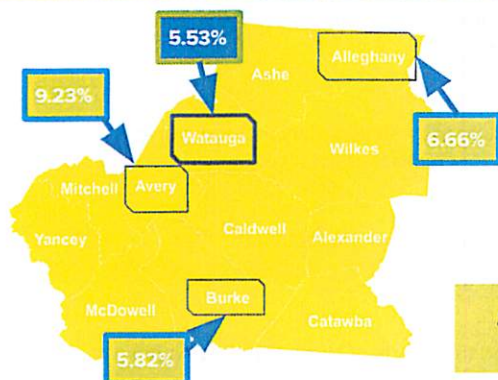 5.53%
Alleghany
Ashe
9.23%
Watauga
Wilkes
6.66%
Mitchell
Avery
Yancey
Caldwell
Alexander
McDowell
Burke
Catawba
5.82%